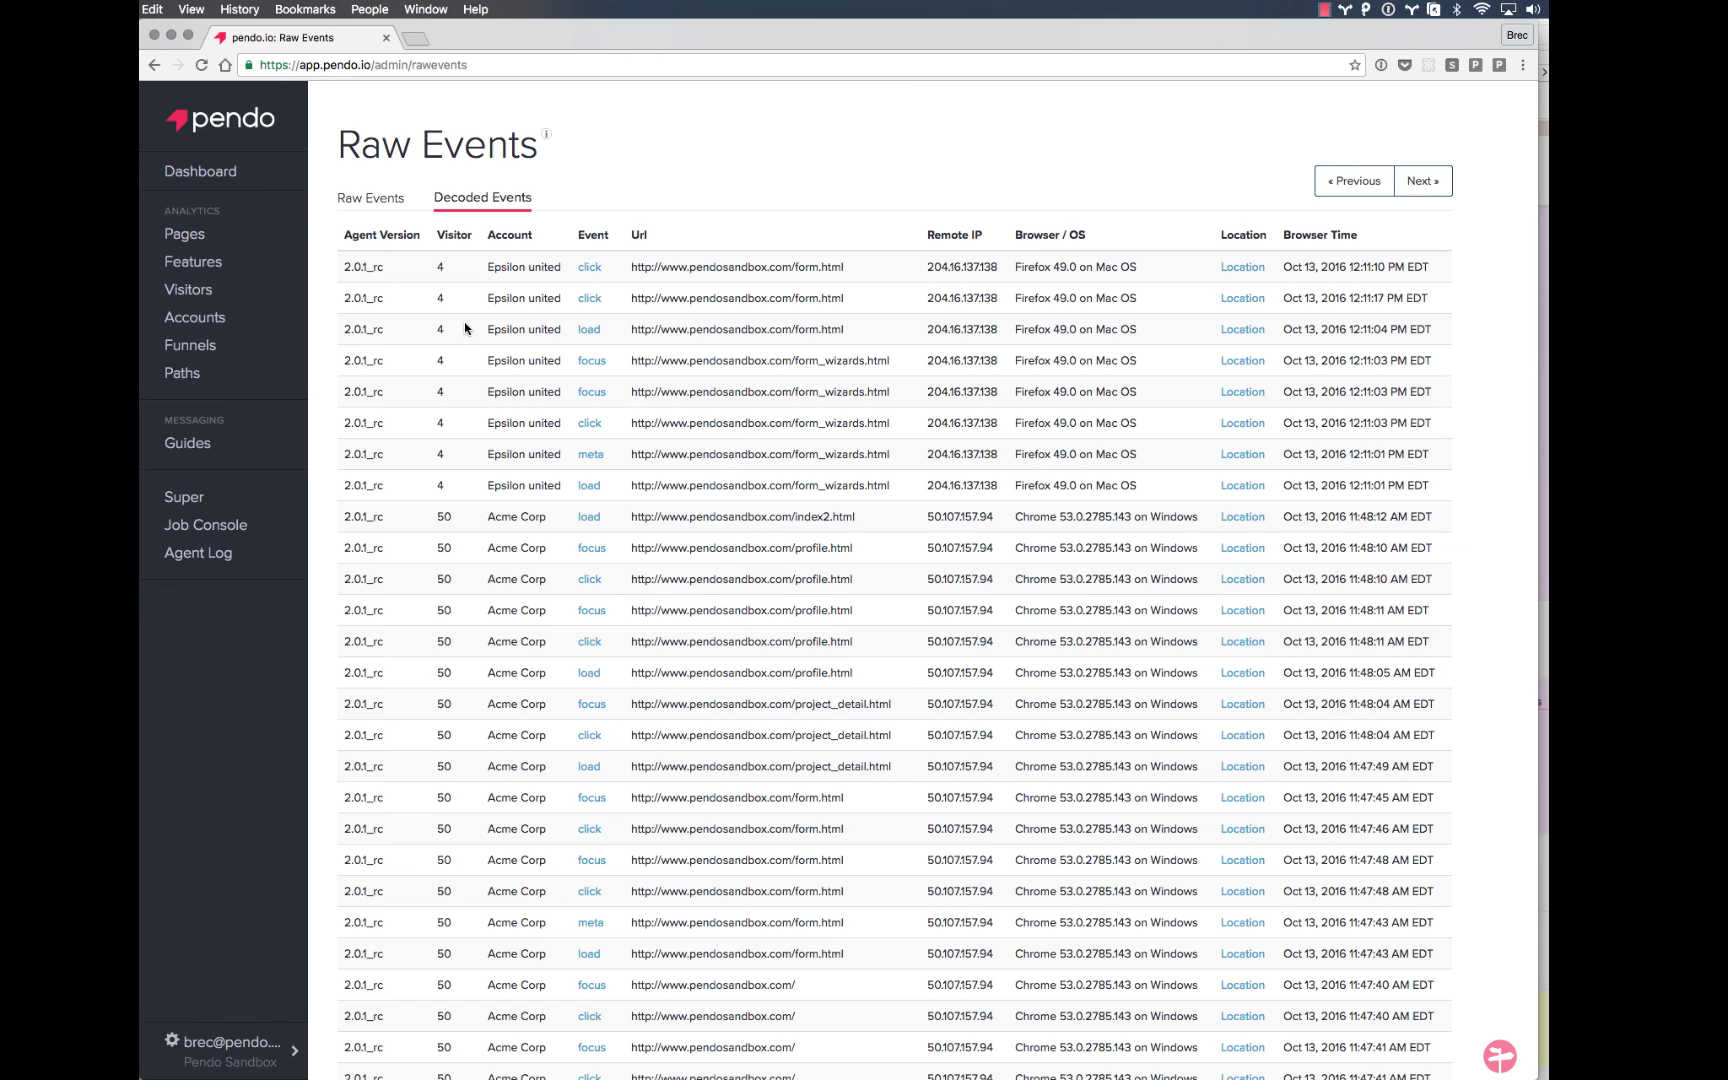 Edit View History Bookmarks People Window Help
pendo.io: Raw Events
Brec
https://app.pendo.io/admin/rawevents
pendo
Dashboard
ANALYTICS
Pages
Features
Visitors
Accounts
Funnels
Paths
MESSAGING
Guides
Super
Job Console
Agent Log
brec@pendo....
Pendo Sandbox
Raw Events
« Previous Next »
Raw Events Decoded Events
Agent Version Visitor Account Event Url Remote IP Browser / OS Location Browser Time
2.0.1_rc 4 Epsilon united click http://www.pendosandbox.com/form.html 204.16.137.138 Firefox 49.0 on Mac OS Location Oct 13, 2016 12:11:10 PM EDT
2.0.1_rc 4 Epsilon united click http://www.pendosandbox.com/form.html 204.16.137.138 Firefox 49.0 on Mac OS Location Oct 13, 2016 12:11:17 PM EDT
2.0.1_rc 4 Epsilon united load http://www.pendosandbox.com/form.html 204.16.137.138 Firefox 49.0 on Mac OS Location Oct 13, 2016 12:11:04 PM EDT
2.0.1_rc 4 Epsilon united focus http://www.pendosandbox.com/form_wizards.html 204.16.137.138 Firefox 49.0 on Mac OS Location Oct 13, 2016 12:11:03 PM EDT
2.0.1_rc 4 Epsilon united focus http://www.pendosandbox.com/form_wizards.html 204.16.137.138 Firefox 49.0 on Mac OS Location Oct 13, 2016 12:11:03 PM EDT
2.0.1_rc 4 Epsilon united click http://www.pendosandbox.com/form_wizards.html 204.16.137.138 Firefox 49.0 on Mac OS Location Oct 13, 2016 12:11:03 PM EDT
2.0.1_rc 4 Epsilon united meta http://www.pendosandbox.com/form_wizards.html 204.16.137.138 Firefox 49.0 on Mac OS Location Oct 13, 2016 12:11:01 PM EDT
2.0.1_rc 4 Epsilon united load http://www.pendosandbox.com/form_wizards.html 204.16.137.138 Firefox 49.0 on Mac OS Location Oct 13, 2016 12:11:01 PM EDT
2.0.1_rc 50 Acme Corp load http://www.pendosandbox.com/index2.html 50.107.157.94 Chrome 53.0.2785.143 on Windows Location Oct 13, 2016 11:48:12 AM EDT
2.0.1_rc 50 Acme Corp focus http://www.pendosandbox.com/profile.html 50.107.157.94 Chrome 53.0.2785.143 on Windows Location Oct 13, 2016 11:48:10 AM EDT
2.0.1_rc 50 Acme Corp click http://www.pendosandbox.com/profile.html 50.107.157.94 Chrome 53.0.2785.143 on Windows Location Oct 13, 2016 11:48:10 AM EDT
2.0.1_rc 50 Acme Corp focus http://www.pendosandbox.com/profile.html 50.107.157.94 Chrome 53.0.2785.143 on Windows Location Oct 13, 2016 11:48:11 AM EDT
2.0.1_rc 50 Acme Corp click http://www.pendosandbox.com/profile.html 50.107.157.94 Chrome 53.0.2785.143 on Windows Location Oct 13, 2016 11:48:11 AM EDT
2.0.1_rc 50 Acme Corp load http://www.pendosandbox.com/profile.html 50.107.157.94 Chrome 53.0.2785.143 on Windows Location Oct 13, 2016 11:48:05 AM EDT
2.0.1_rc 50 Acme Corp focus http://www.pendosandbox.com/project_detail.html 50.107.157.94 Chrome 53.0.2785.143 on Windows Location Oct 13, 2016 11:48:04 AM EDT
2.0.1_rc 50 Acme Corp click http://www.pendosandbox.com/project_detail.html 50.107.157.94 Chrome 53.0.2785.143 on Windows Location Oct 13, 2016 11:48:04 AM EDT
2.0.1_rc 50 Acme Corp load http://www.pendosandbox.com/project_detail.html 50.107.157.94 Chrome 53.0.2785.143 on Windows Location Oct 13, 2016 11:47:49 AM EDT
2.0.1_rc 50 Acme Corp focus http://www.pendosandbox.com/form.html 50.107.157.94 Chrome 53.0.2785.143 on Windows Location Oct 13, 2016 11:47:45 AM EDT
2.0.1_rc 50 Acme Corp click http://www.pendosandbox.com/form.html 50.107.157.94 Chrome 53.0.2785.143 on Windows Location Oct 13, 2016 11:47:46 AM EDT
2.0.1_rc 50 Acme Corp focus http://www.pendosandbox.com/form.html 50.107.157.94 Chrome 53.0.2785.143 on Windows Location Oct 13, 2016 11:47:48 AM EDT
2.0.1_rc 50 Acme Corp click http://www.pendosandbox.com/form.html 50.107.157.94 Chrome 53.0.2785.143 on Windows Location Oct 13, 2016 11:47:48 AM EDT
2.0.1_rc 50 Acme Corp meta http://www.pendosandbox.com/form.html 50.107.157.94 Chrome 53.0.2785.143 on Windows Location Oct 13, 2016 11:47:43 AM EDT
2.0.1_rc 50 Acme Corp load http://www.pendosandbox.com/form.html 50.107.157.94 Chrome 53.0.2785.143 on Windows Location Oct 13, 2016 11:47:43 AM EDT
2.0.1_rc 50 Acme Corp focus http://www.pendosandbox.com/ 50.107.157.94 Chrome 53.0.2785.143 on Windows Location Oct 13, 2016 11:47:40 AM EDT
2.0.1_rc 50 Acme Corp click http://www.pendosandbox.com/ 50.107.157.94 Chrome 53.0.2785.143 on Windows Location Oct 13, 2016 11:47:40 AM EDT
2.0.1_rc 50 Acme Corp focus http://www.pendosandbox.com/ 50.107.157.94 Chrome 53.0.2785.143 on Windows Location Oct 13, 2016 11:47:41 AM EDT